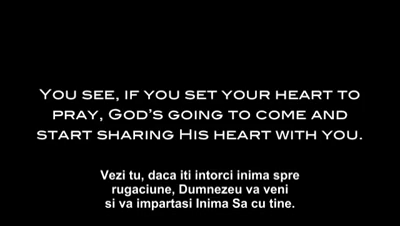 YOU SEE, IF YOU SET YOUR HEART TO
PRAY, GOD'S GOING TO COME AND
START SHARING HIS HEART WITH YOU.
Vezi tu, daca iti intorci inima spre
rugaciune, Dumnezeu va veni
si va impartasi Inima Sa cu tine.